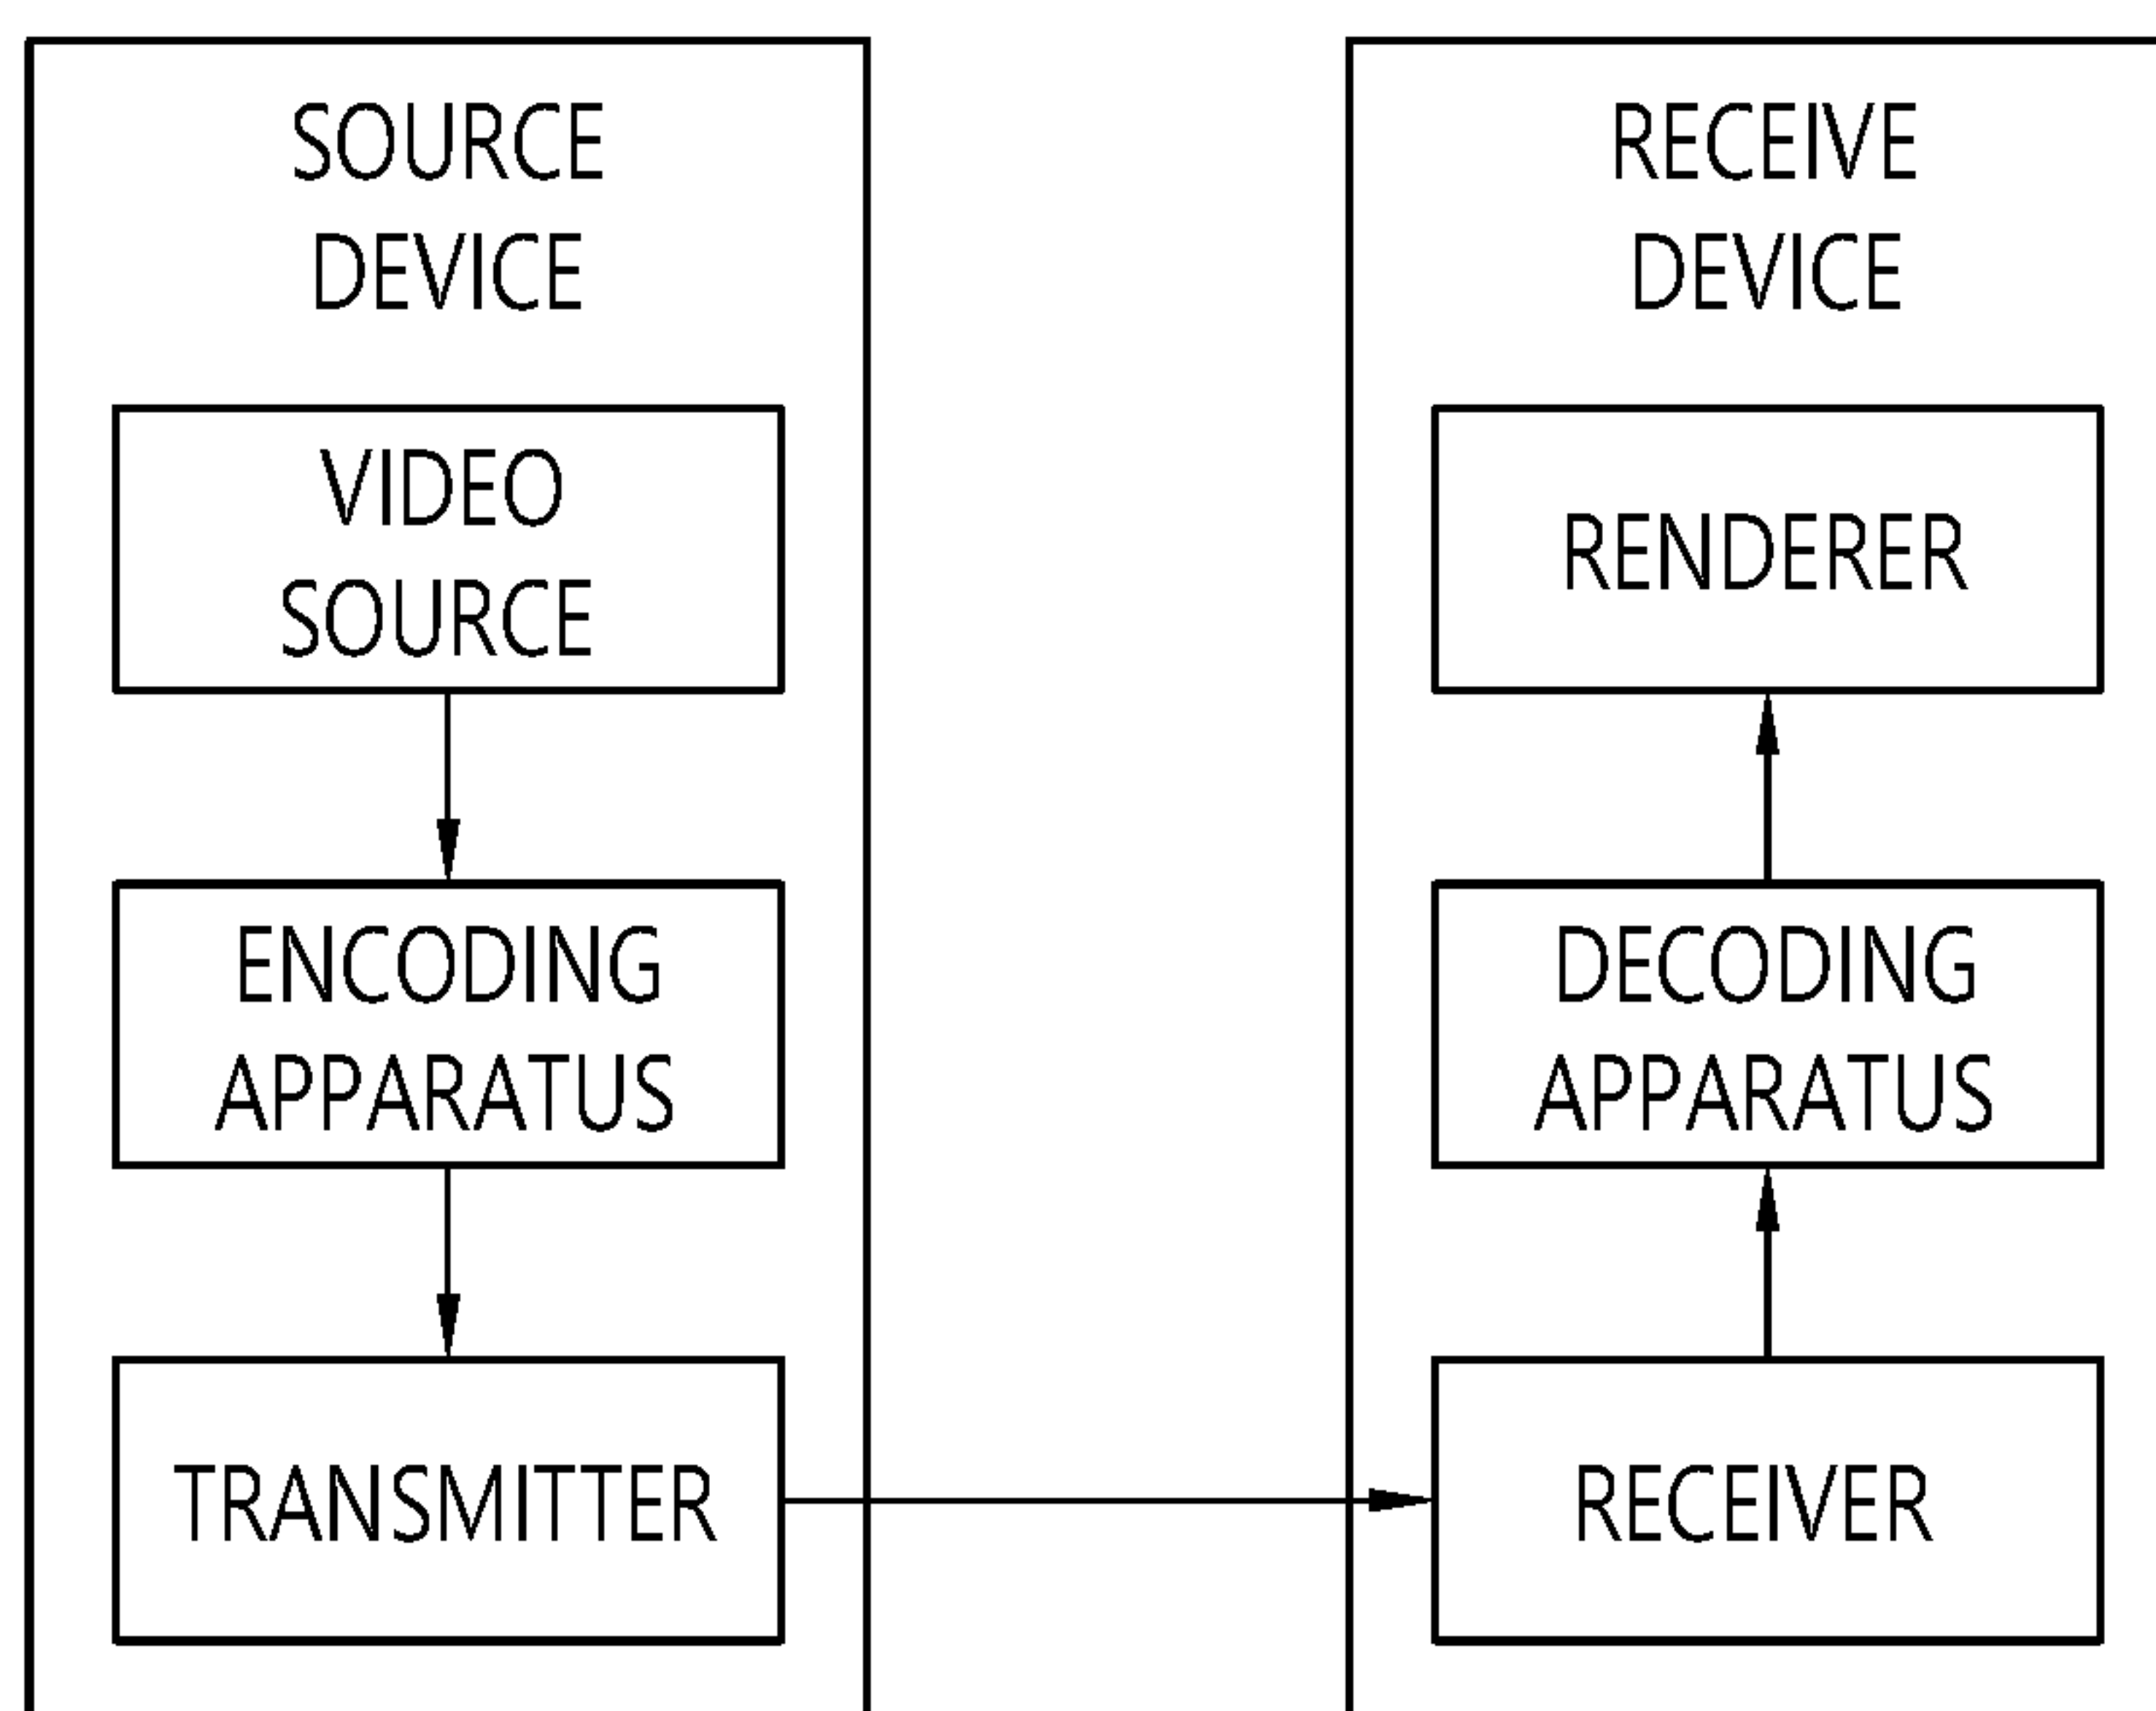 SOURCE
DEVICE
VIDEO
SOURCE
ENCODING
APPARATUS
TRANSMITTER
RECEIVE
DEVICE
RENDERER
DECODING
APPARATUS
RECEIVER